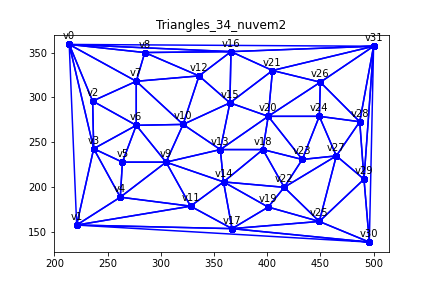 Triangles_34_nuvem2
v0
v31
v8
v16
350
v12
v21
v7
v26
300
v2
v15
v10
v20
v24
v28
v6
250
v3
v5
v9
v13
v18
v23
v27
200
v4
v14
v22
v29
v11
v19
150
v1
v17
v25
v30
200
250
300
350
400
450
500